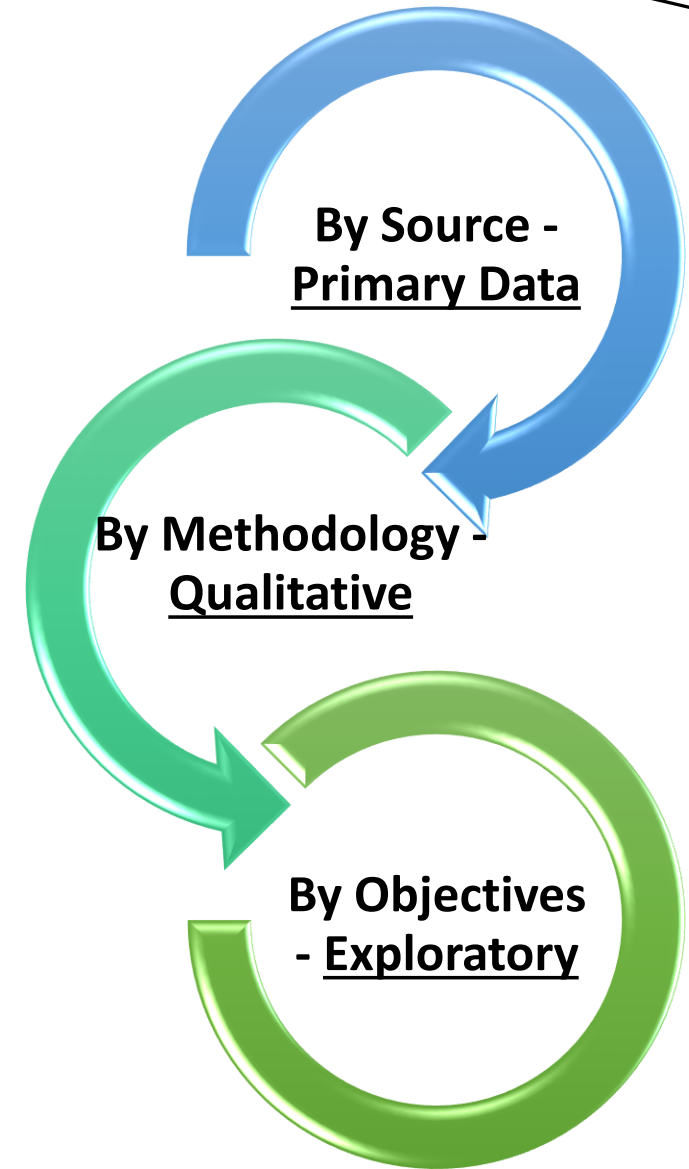 By Source -
Primary Data
By Methodology -
Qualitative
By Objectives
- Exploratory